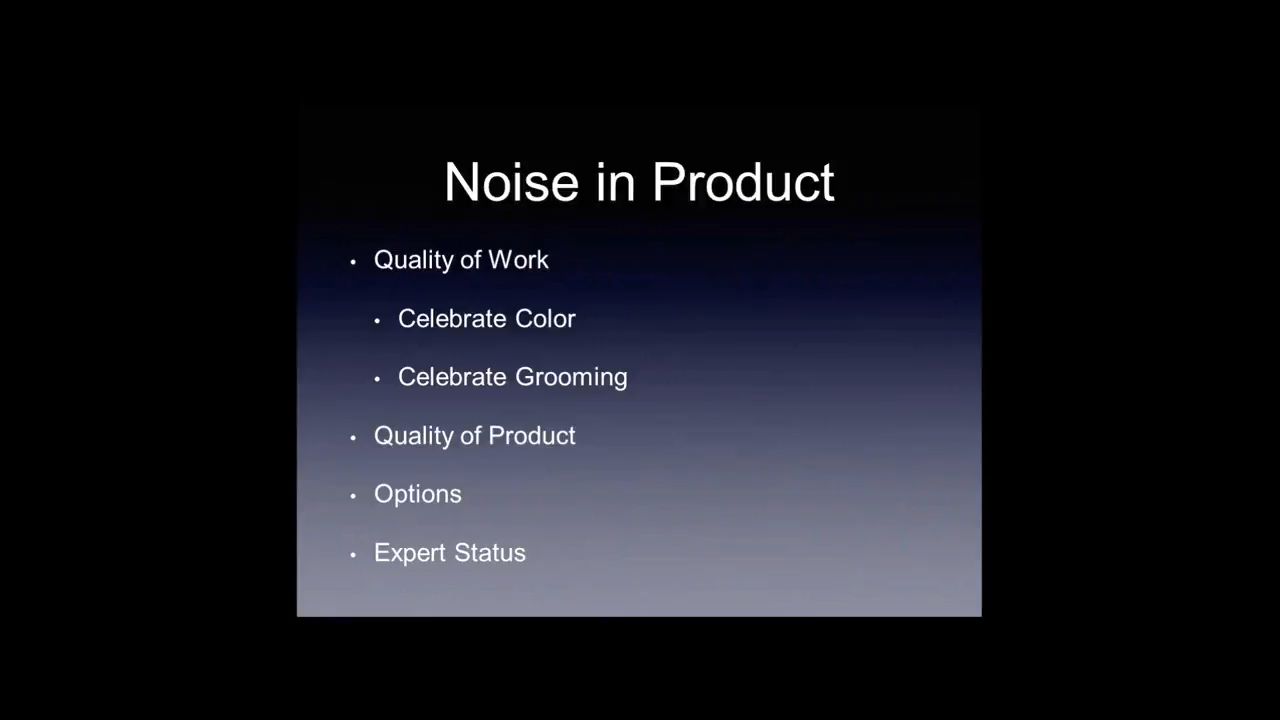 Noise in Product
• Quality of Work
• Celebrate Color
• Celebrate Grooming
• Quality of Product
• Options
• Expert Status